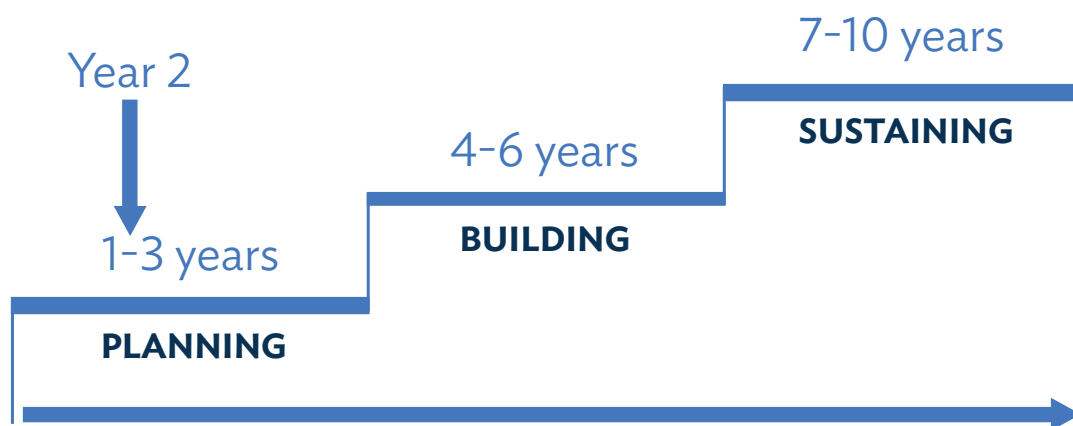 7-10 years
Year 2
SUSTAINING
4-6 years
BUILDING
1-3 years
PLANNING